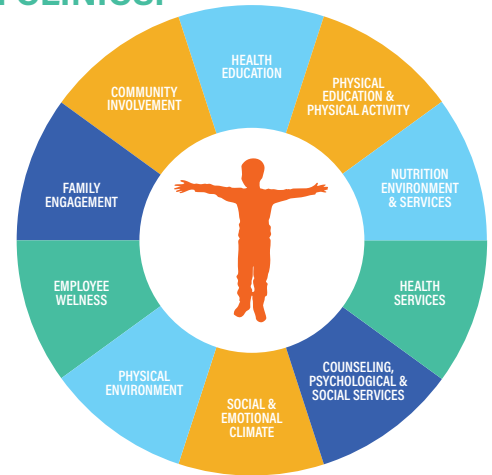 CLINICS.
HEALTH
EDUCATION
PHYSICAL
EDUCATION &
PHYSICAL ACTIVITY
NUTRITION
ENVIRONMENT
& SERVICES
HEALTH
SERVICES
COUNSELING,
PSYCHOLOGICAL &
SOCIAL SERVICES
SOCIAL &
EMOTIONAL
CLIMATE
PHYSICAL
ENVIRONMENT
EMPLOYEE
WELNESS
FAMILY
ENGAGEMENT
COMMUNITY
INVOLVEMENT